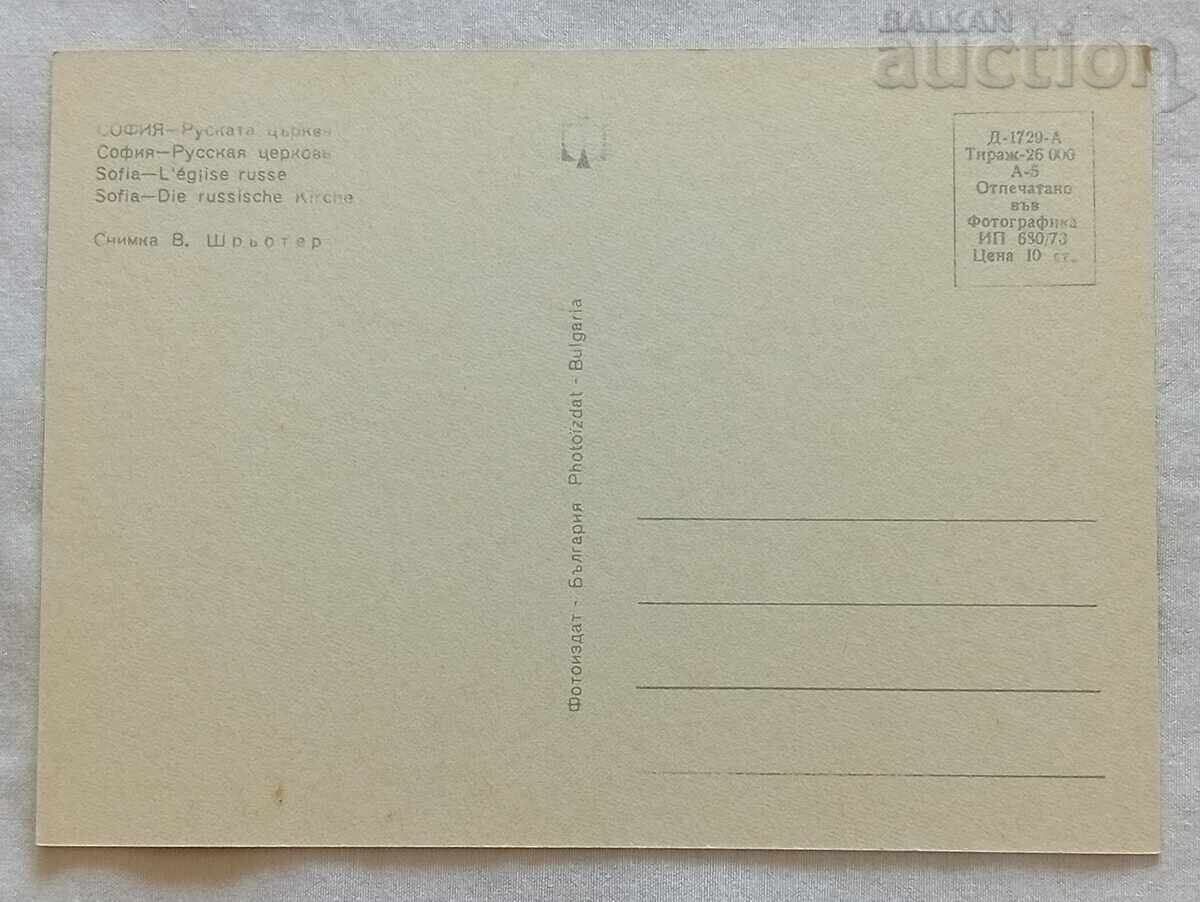 BALKAN
auction
СОФИЯ—Руската църква
София—Русская церковь
Sofia—L'église russe
Sofia—Die russische Kirche
Снимка В. Шрьотер
Фотоиздат - България Photoizdat - Bulgaria
Д-1729-А
Тираж-26 000
А-5
Отпечатано
във
Фотографика
ИП 680/73
Цена 10 ст.